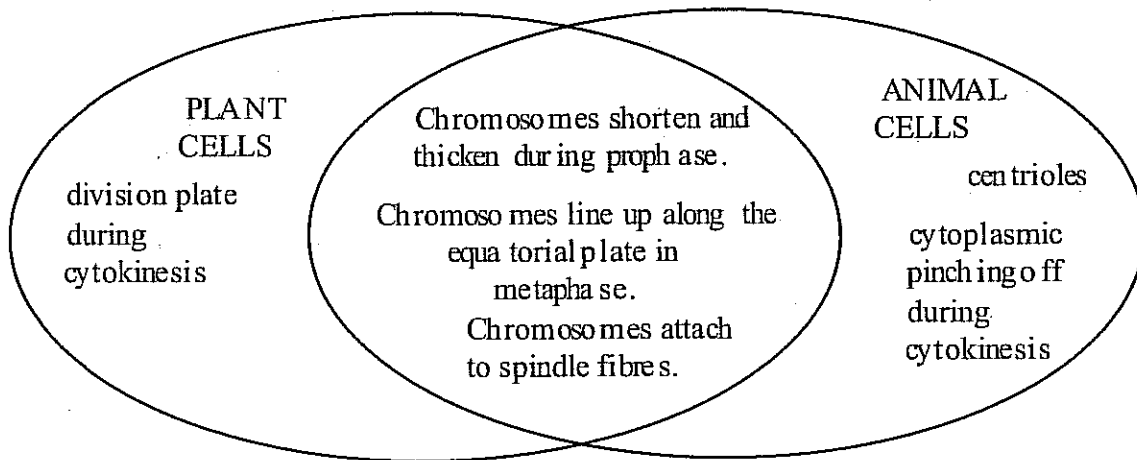 PLANT
CELLS
division plate
during
cytokinesis
Chromosomes shorten and
thicken during prophase.
Chromosomes line up along the
equatorial plate in
metaphase.
Chromosomes attach
to spindle fibres.
ANIMAL
CELLS
centrioles
cytoplasmic
pinching off
during
cytokinesis